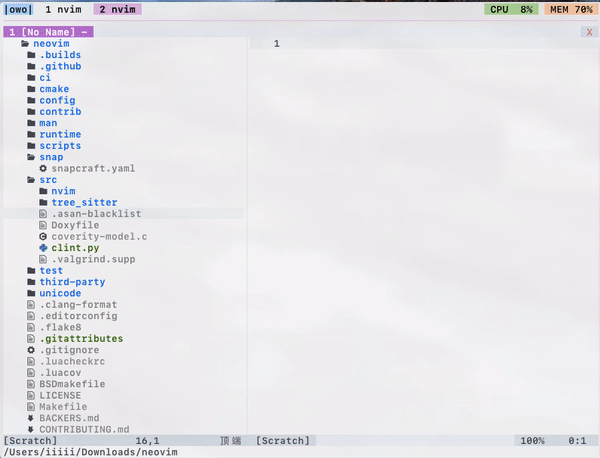 |owo| 1 nvim 2 nvim CPU 8% MEM 70%
1 [No Name] - X
neovim 1
.builds
.github
ci
cmake
config
contrib
man
runtime
scripts
snap
snapcraft.yaml
src
nvim
tree_sitter
.asan-blacklist
Doxyfile
coverity-model.c
clint.py
.valgrind.supp
test
third-party
unicode
.clang-format
.editorconfig
.flake8
.gitattributes
.gitignore
.luacheckrc
.luacov
BSDmakefile
LICENSE
Makefile
BACKERS.md
CONTRIBUTING.md
[Scratch] 16,1 顶端 [Scratch] 100% 0:1
/Users/iiiii/Downloads/neovim